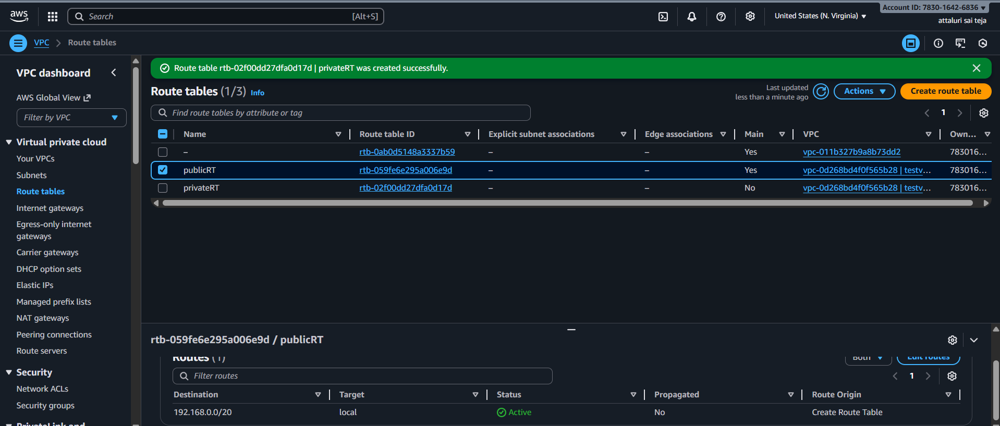 aws
Search [Alt+S]
United States (N. Virginia)
Account ID: 7830-1642-6836
attaluri sai teja
VPC
Route tables
VPC dashboard
AWS Global View
Filter by VPC
Virtual private cloud
Your VPCs
Subnets
Route tables
Internet gateways
Egress-only internet
gateways
Carrier gateways
DHCP option sets
Elastic IPs
Managed prefix lists
NAT gateways
Peering connections
Route servers
Security
Network ACLs
Security groups
PrivateLink and
Route table rtb-02f00dd27dfa0d17d | privateRT was created successfully.
Route tables (1/3) Info
Last updated
less than a minute ago
Actions
Create route table
Find route tables by attribute or tag
1
Name Route table ID Explicit subnet associations Edge associations Main VPC Own...
– rtb-0ab0d5148a3337b59 – – Yes vpc-011b327b9a8b73dd2 783016...
publicRT rtb-059fe6e295a006e9d – – Yes vpc-0d268bd4f0f565b28 | testv... 783016...
privateRT rtb-02f00dd27dfa0d17d – – No vpc-0d268bd4f0f565b28 | testv... 783016...
rtb-059fe6e295a006e9d / publicRT
Routes (1)
Both
Edit routes
Filter routes
1
Destination Target Status Propagated Route Origin
192.168.0.0/20 local Active No Create Route Table